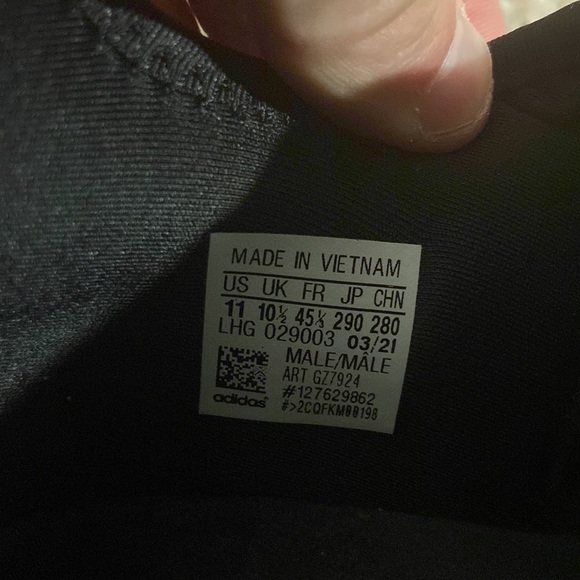 MADE IN VIETNAM
US UK FR JP CHN
11 10½ 45⅓ 290 280
LHG 029003 03/21
MALE/MÂLE
ART GZ7924
#127629862
#>2CQFKM00198
adidas